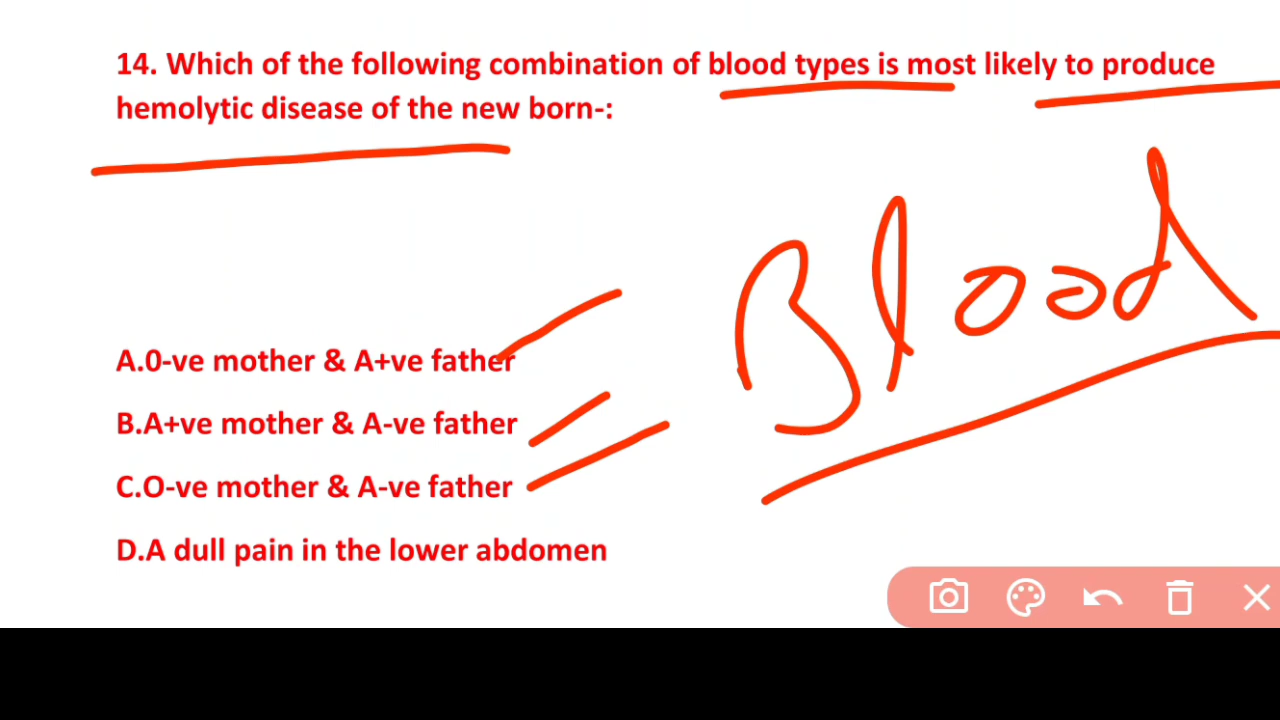 14. Which of the following combination of blood types is most likely to produce
hemolytic disease of the new born-:
Blood
A.0-ve mother & A+ve father
B.A+ve mother & A-ve father
C.O-ve mother & A-ve father
D.A dull pain in the lower abdomen